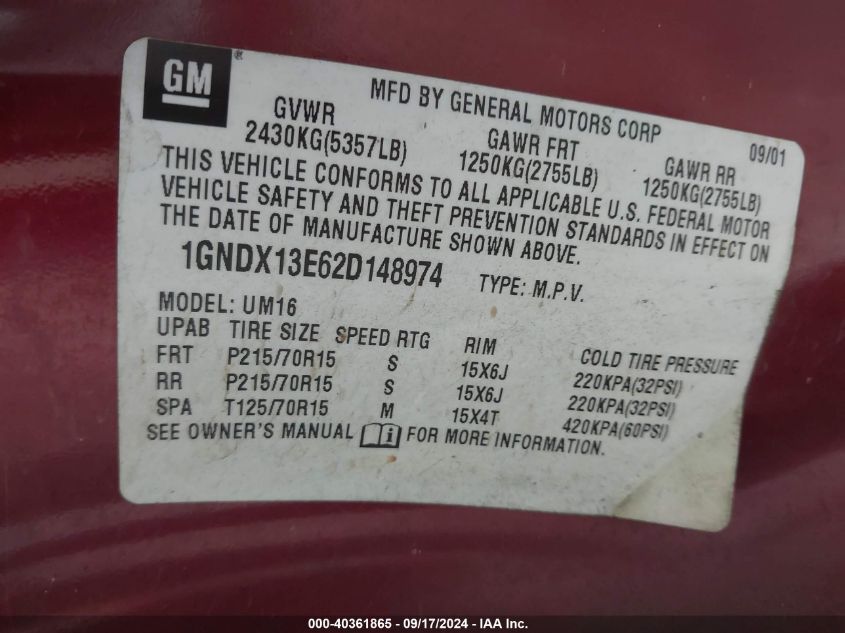 GM ®
MFD BY GENERAL MOTORS CORP 09/01
GVWR GAWR FRT GAWR RR
2430KG(5357LB) 1250KG(2755LB) 1250KG(2755LB)
THIS VEHICLE CONFORMS TO ALL APPLICABLE U.S. FEDERAL MOTOR
VEHICLE SAFETY AND THEFT PREVENTION STANDARDS IN EFFECT ON
THE DATE OF MANUFACTURE SHOWN ABOVE.
1GNDX13E62D148974 TYPE: M.P.V.
MODEL: UM16
UPAB TIRE SIZE SPEED RTG RIM COLD TIRE PRESSURE
FRT P215/70R15 S 15X6J 220KPA(32PSI)
RR P215/70R15 S 15X6J 220KPA(32PSI)
SPA T125/70R15 M 15X4T 420KPA(60PSI)
SEE OWNER'S MANUAL i FOR MORE INFORMATION.
000-40361865 - 09/17/2024 - IAA Inc.